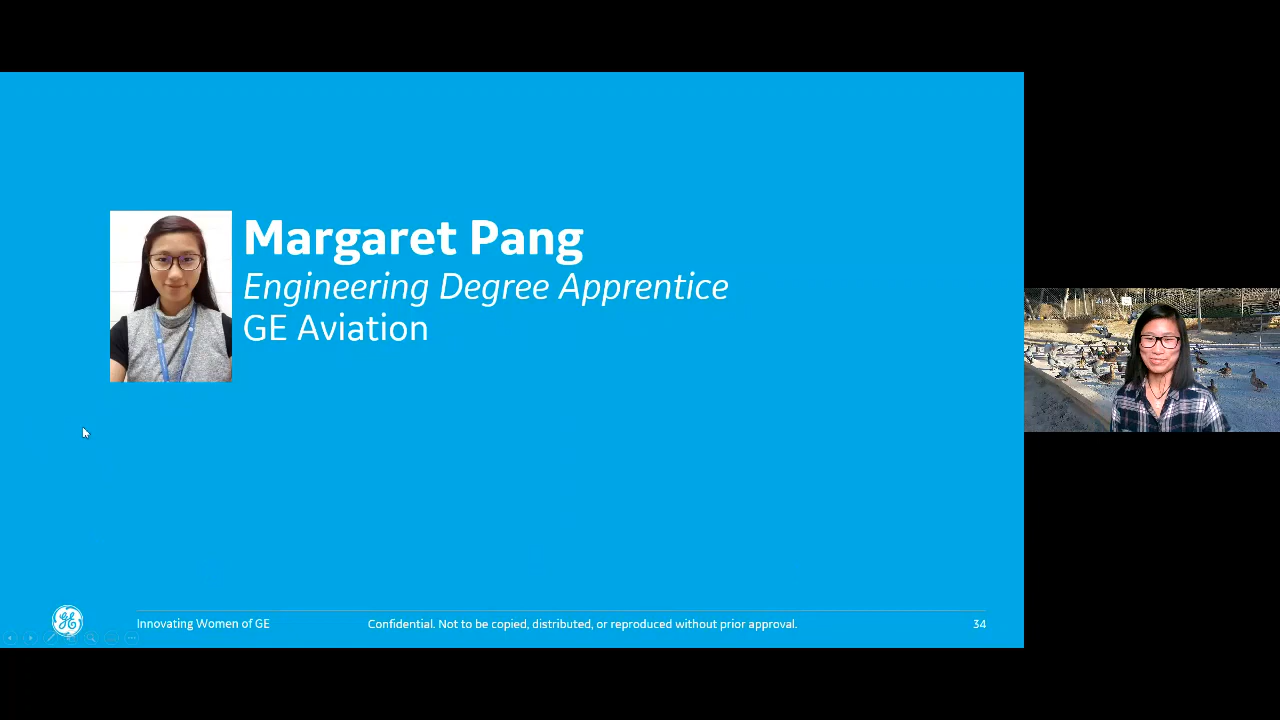 Margaret Pang
Engineering Degree Apprentice
GE Aviation
GE
Innovating Women of GE
Confidential. Not to be copied, distributed, or reproduced without prior approval.
34